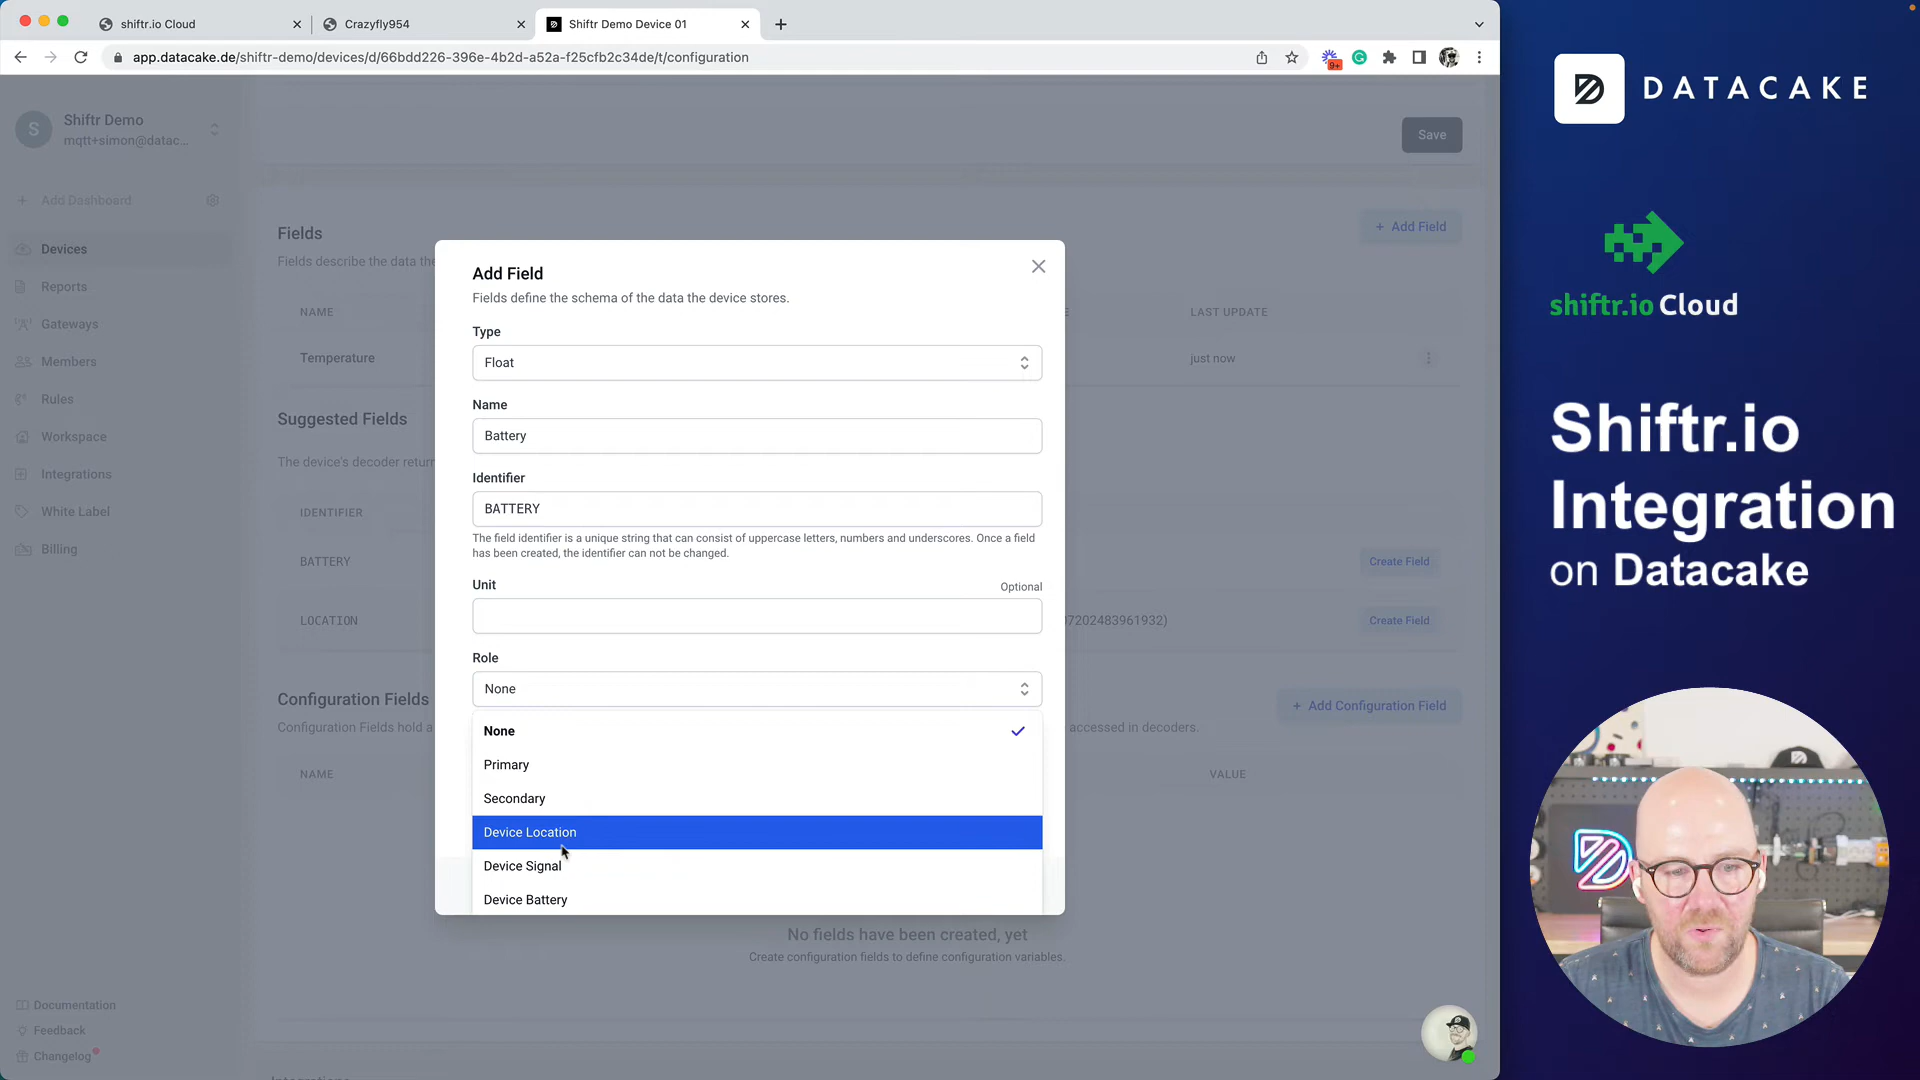 shiftr.io Cloud
Crazyfly954
Shiftr Demo Device 01
app.datacake.de/shiftr-demo/devices/d/66bdd226-396e-4b2d-a52a-f25cfb2c34de/t/configuration
9+
S
Shiftr Demo
mqtt+simon@datac...
Add Dashboard
Devices
Reports
Gateways
Members
Rules
Workspace
Integrations
White Label
Billing
Documentation
Feedback
Changelog
Save
Fields
+ Add Field
Fields describe the data the
NAME
LAST UPDATE
Temperature
just now
Suggested Fields
The device's decoder return
IDENTIFIER
BATTERY
Create Field
LOCATION
07202483961932)
Create Field
Configuration Fields
+ Add Configuration Field
Configuration Fields hold a
accessed in decoders.
NAME
VALUE
No fields have been created, yet
Create configuration fields to define configuration variables.
Add Field
Fields define the schema of the data the device stores.
Type
Float
Name
Battery
Identifier
BATTERY
The field identifier is a unique string that can consist of uppercase letters, numbers and underscores. Once a field
has been created, the identifier can not be changed.
Unit
Optional
Role
None
None
Primary
Secondary
Device Location
Device Signal
Device Battery
DATACAKE
shiftr.io Cloud
Shiftr.io
Integration
on Datacake